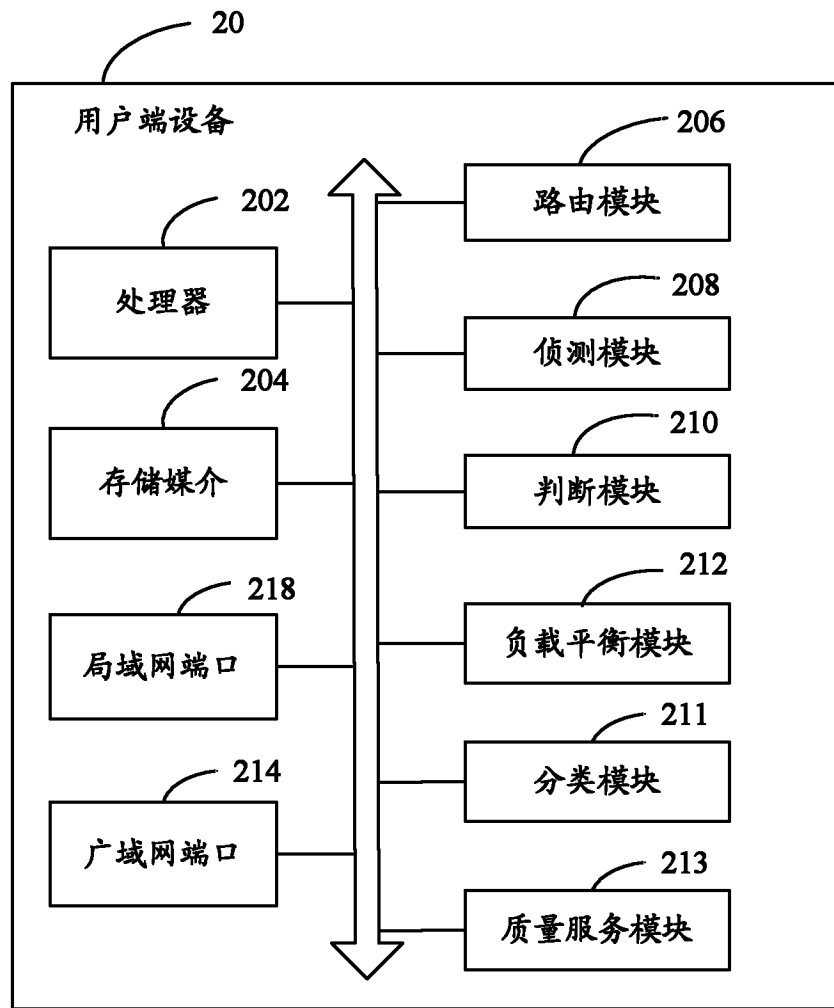 20
用户端设备
202
处理器
204
存储媒介
218
局域网端口
214
广域网端口
206
路由模块
208
侦测模块
210
判断模块
212
负载平衡模块
211
分类模块
213
质量服务模块